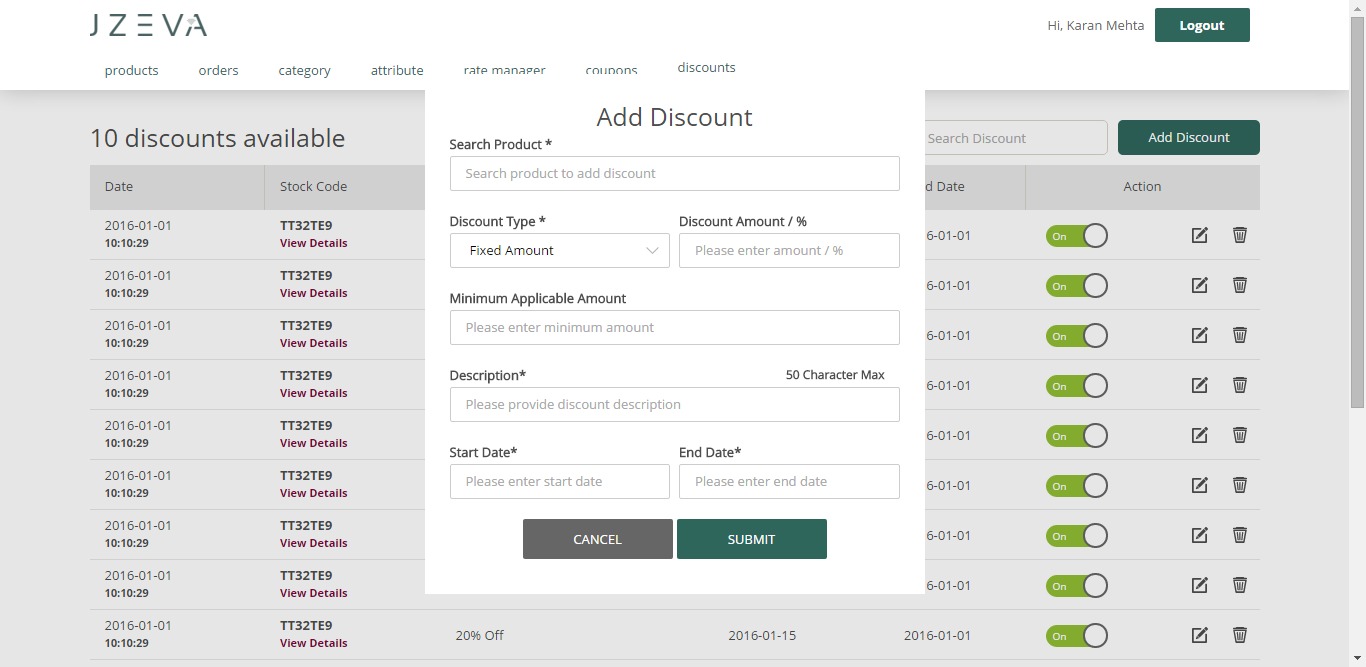 JZEVA
Hi, Karan Mehta
Logout
products orders category attribute rate manager coupons discounts
10 discounts available
Search Discount
Add Discount
Date Stock Code d Date Action
Add Discount
Search Product *
Search product to add discount
Discount Type * Discount Amount / %
Fixed Amount Please enter amount / %
Minimum Applicable Amount
Please enter minimum amount
Description* 50 Character Max
Please provide discount description
Start Date* End Date*
Please enter start date Please enter end date
CANCEL SUBMIT
2016-01-01 TT32TE9 6-01-01 On
10:10:29 View Details
2016-01-01 TT32TE9 6-01-01 On
10:10:29 View Details
2016-01-01 TT32TE9 6-01-01 On
10:10:29 View Details
2016-01-01 TT32TE9 6-01-01 On
10:10:29 View Details
2016-01-01 TT32TE9 6-01-01 On
10:10:29 View Details
2016-01-01 TT32TE9 6-01-01 On
10:10:29 View Details
2016-01-01 TT32TE9 6-01-01 On
10:10:29 View Details
2016-01-01 TT32TE9 6-01-01 On
10:10:29 View Details
2016-01-01 TT32TE9 20% Off 2016-01-15 2016-01-01 On
10:10:29 View Details